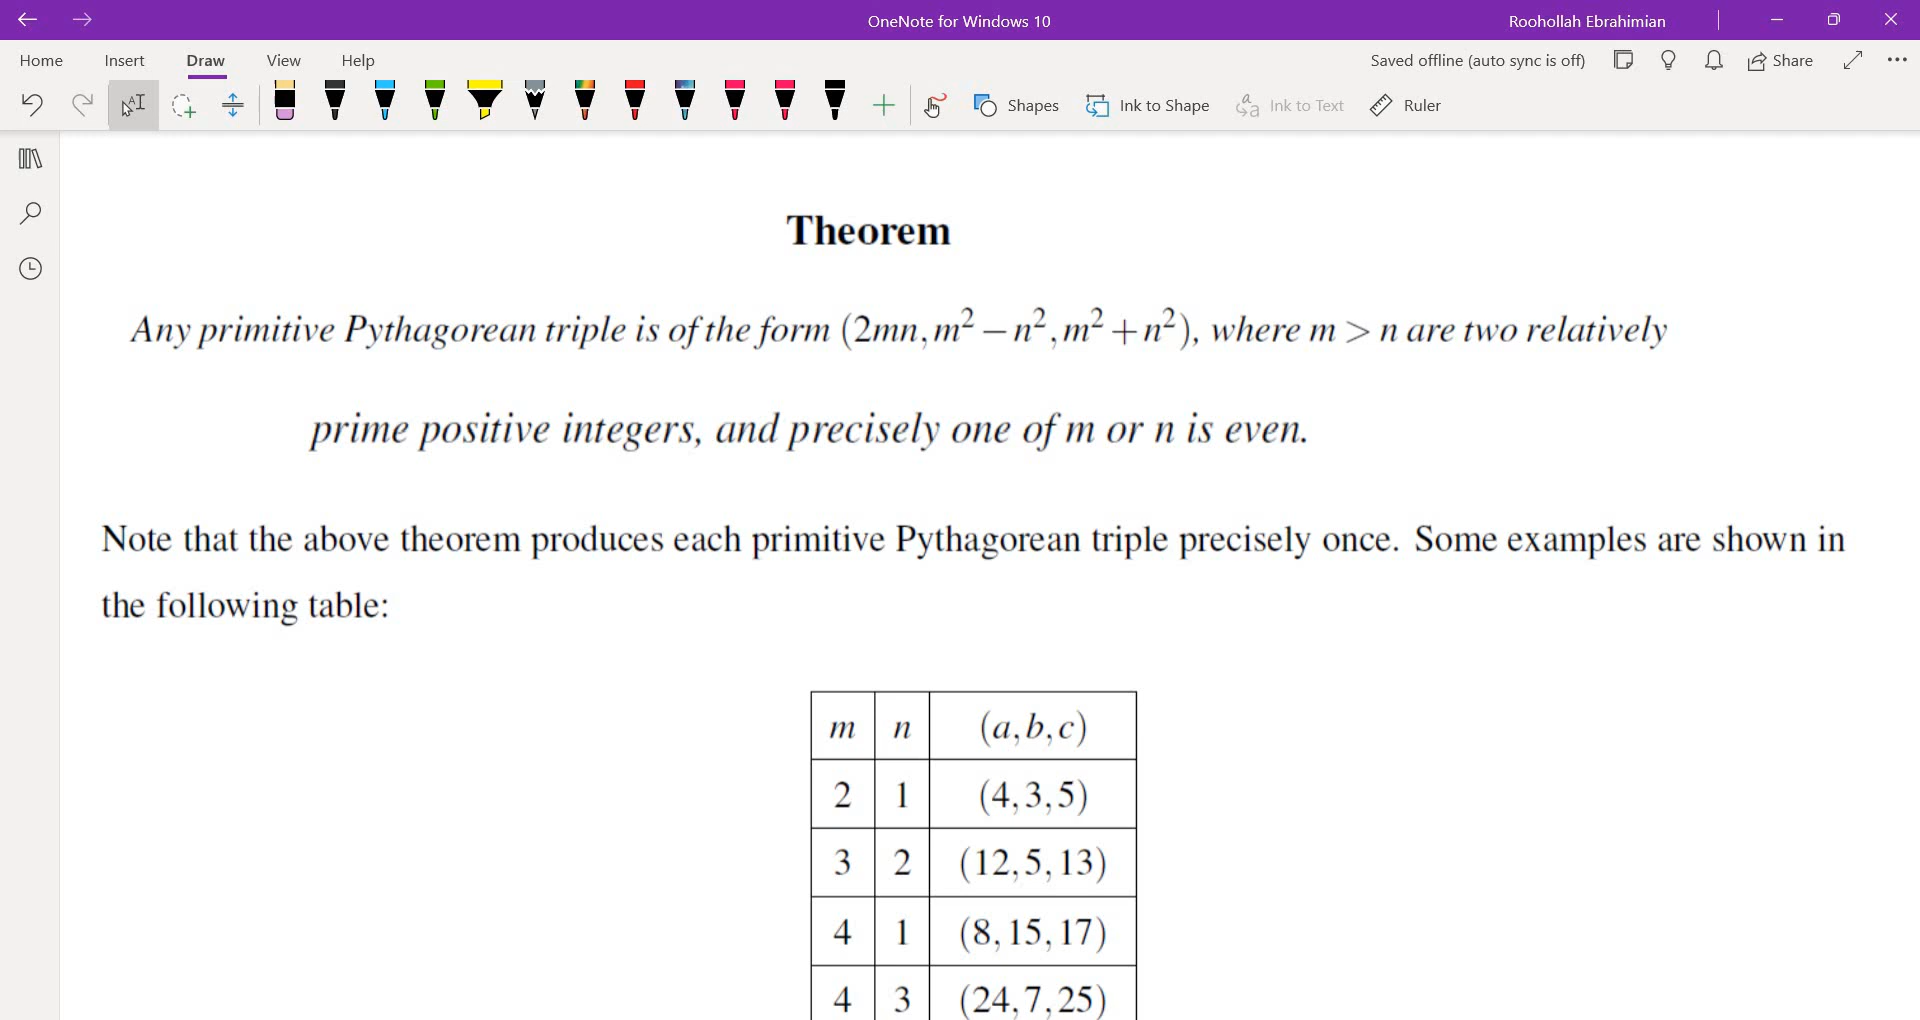 OneNote for Windows 10
Roohollah Ebrahimian
Home Insert Draw View Help
Saved offline (auto sync is off) Share
Shapes Ink to Shape Ink to Text Ruler
Theorem
Any primitive Pythagorean triple is of the form (2mn, m² − n², m² + n²), where m > n are two relatively
prime positive integers, and precisely one of m or n is even.
Note that the above theorem produces each primitive Pythagorean triple precisely once. Some examples are shown in
the following table:
m n (a, b, c)
2 1 (4, 3, 5)
3 2 (12, 5, 13)
4 1 (8, 15, 17)
4 3 (24, 7, 25)